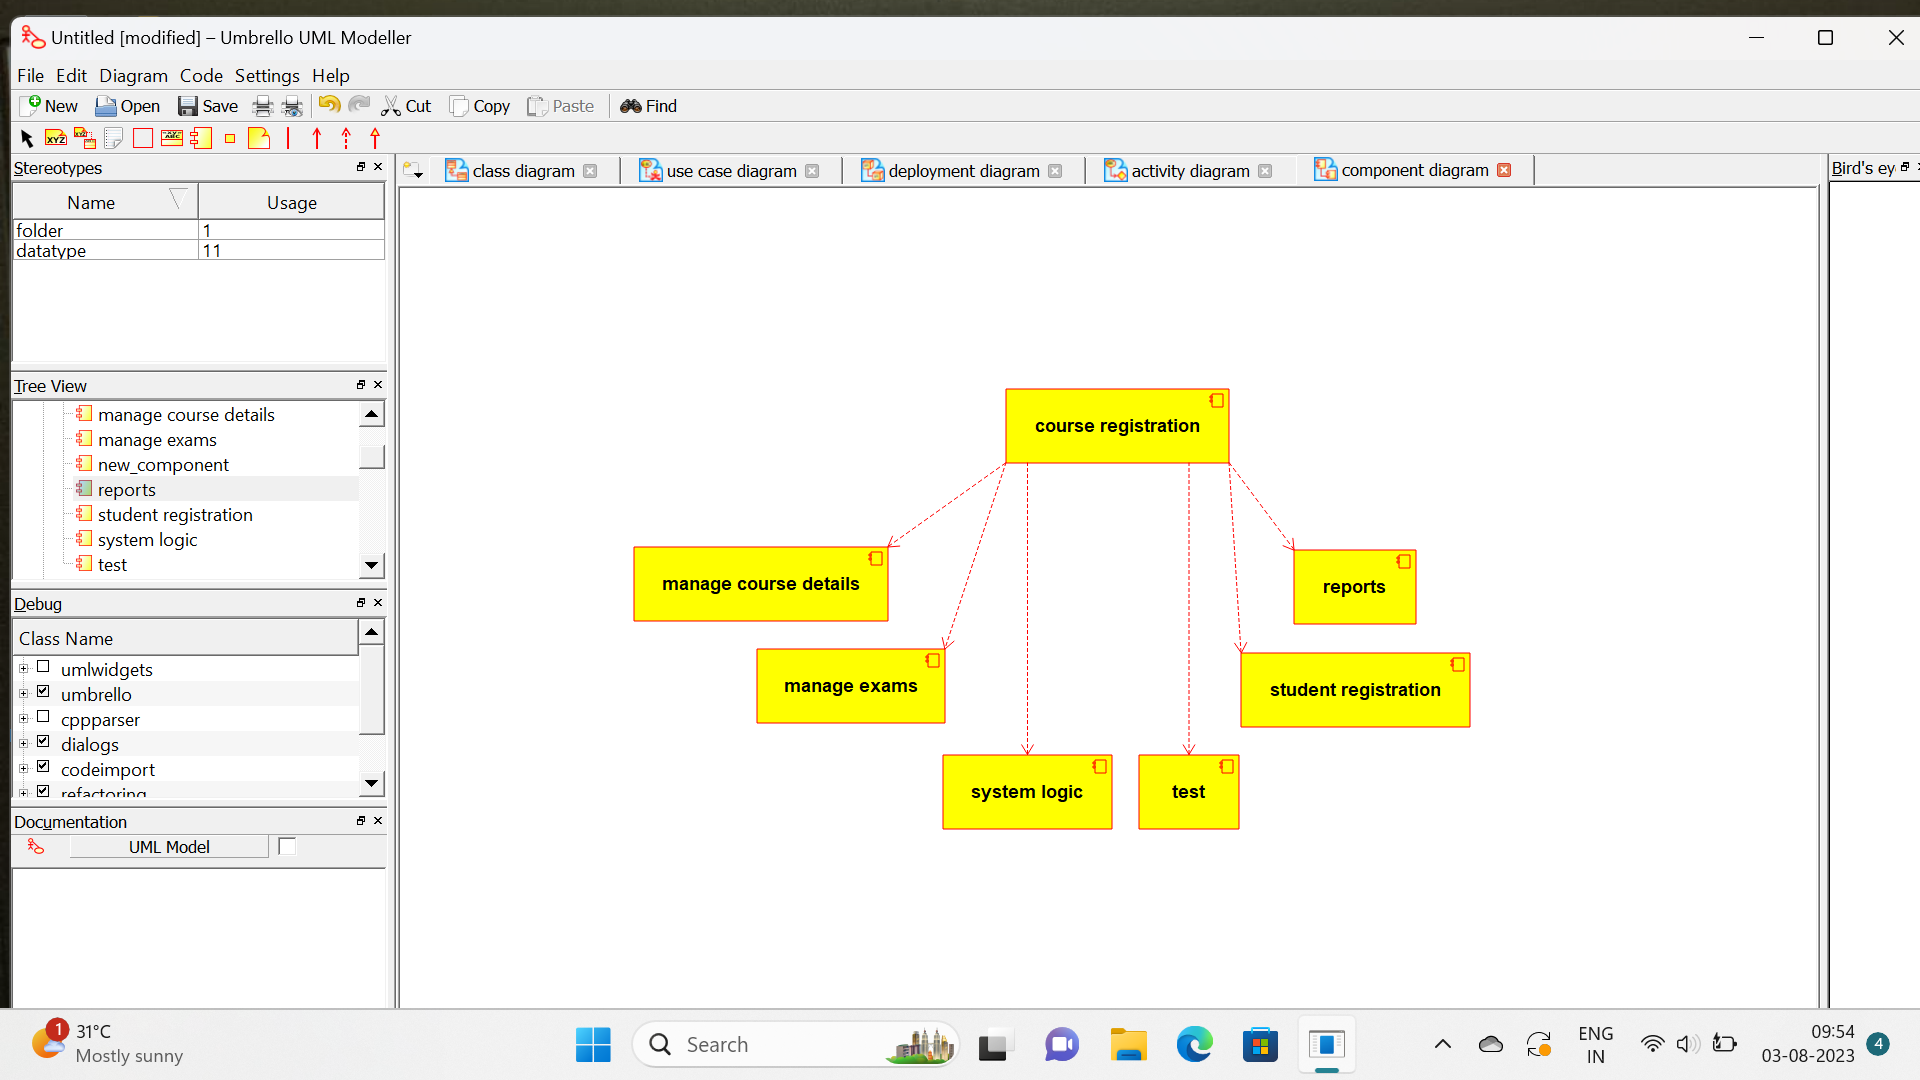 Untitled [modified] – Umbrello UML Modeller
File Edit Diagram Code Settings Help
New Open Save Cut Copy Paste Find
Stereotypes
Name Usage
folder 1
datatype 11
Tree View
manage course details
manage exams
new_component
reports
student registration
system logic
test
Debug
Class Name
umlwidgets
umbrello
cppparser
dialogs
codeimport
refactoring
Documentation
UML Model
class diagram use case diagram deployment diagram activity diagram component diagram
Bird's ey
course registration
manage course details
reports
manage exams
student registration
system logic
test
1
31°C
Mostly sunny
Search
ENG
IN
09:54
03-08-2023
4